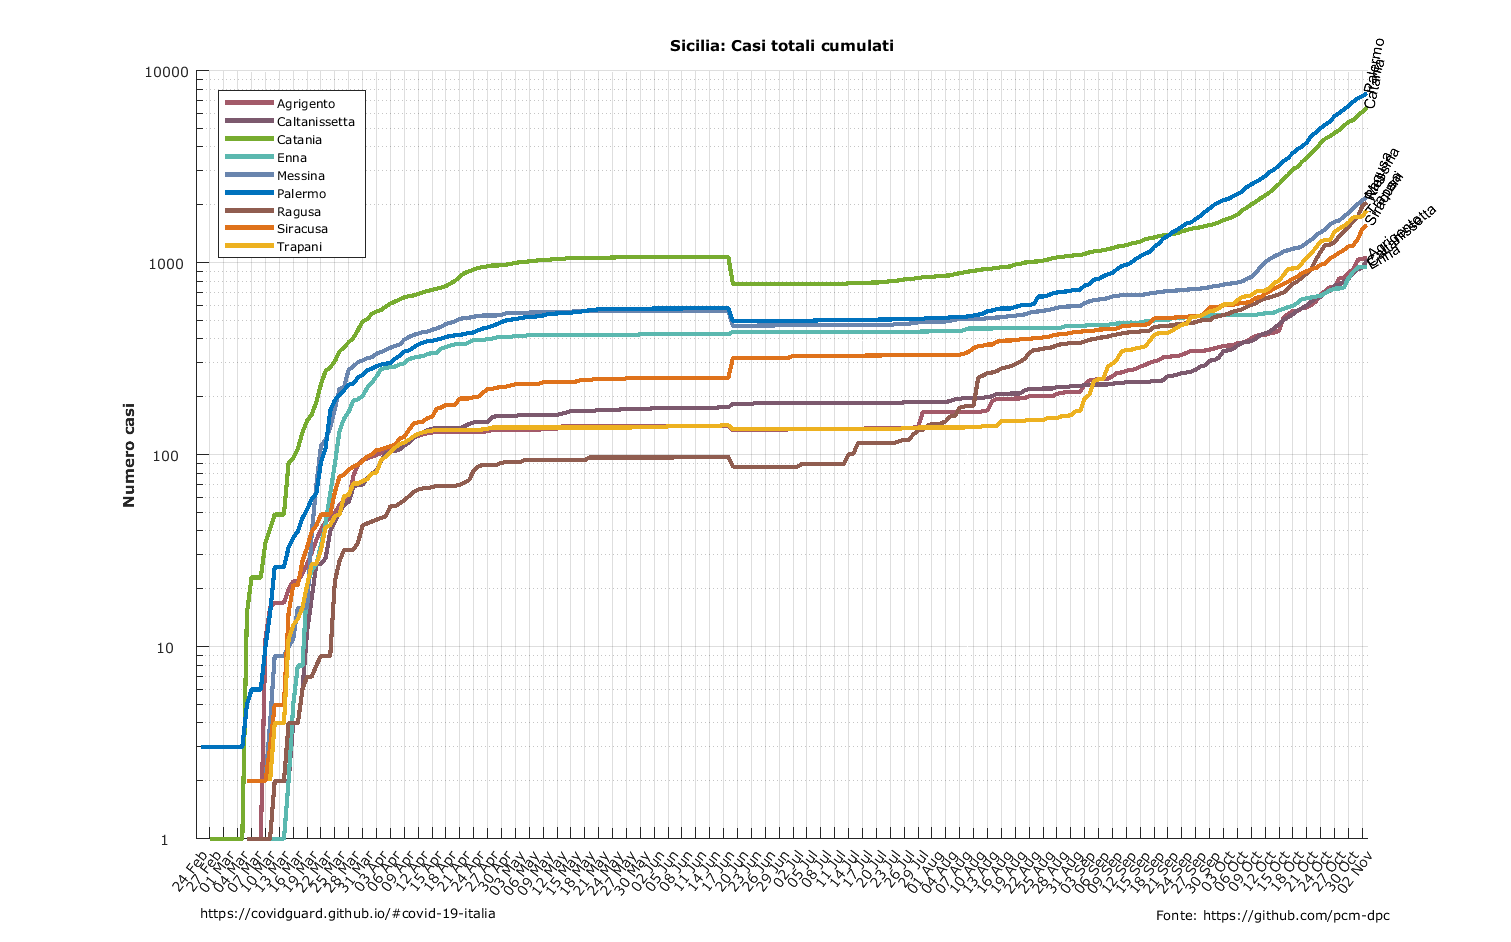 Sicilia: Casi totali cumulati
10000
1000
100
10
1
Numero casi
Agrigento
Caltanissetta
Catania
Enna
Messina
Palermo
Ragusa
Siracusa
Trapani
Palermo
Catania
Messina
Ragusa
Trapani
Siracusa
Agrigento
Caltanissetta
Enna
24 Feb
27 Feb
01 Mar
04 Mar
07 Mar
10 Mar
13 Mar
16 Mar
19 Mar
22 Mar
25 Mar
28 Mar
31 Mar
03 Apr
06 Apr
09 Apr
12 Apr
15 Apr
18 Apr
21 Apr
24 Apr
27 Apr
30 Apr
03 May
06 May
09 May
12 May
15 May
18 May
21 May
24 May
27 May
30 May
02 Jun
05 Jun
08 Jun
11 Jun
14 Jun
17 Jun
20 Jun
23 Jun
26 Jun
29 Jun
02 Jul
05 Jul
08 Jul
11 Jul
14 Jul
17 Jul
20 Jul
23 Jul
26 Jul
29 Jul
01 Aug
04 Aug
07 Aug
10 Aug
13 Aug
16 Aug
19 Aug
22 Aug
25 Aug
28 Aug
31 Aug
03 Sep
06 Sep
09 Sep
12 Sep
15 Sep
18 Sep
21 Sep
24 Sep
27 Sep
30 Sep
03 Oct
06 Oct
09 Oct
12 Oct
15 Oct
18 Oct
21 Oct
24 Oct
27 Oct
30 Oct
02 Nov
https://covidguard.github.io/#covid-19-italia
Fonte: https://github.com/pcm-dpc